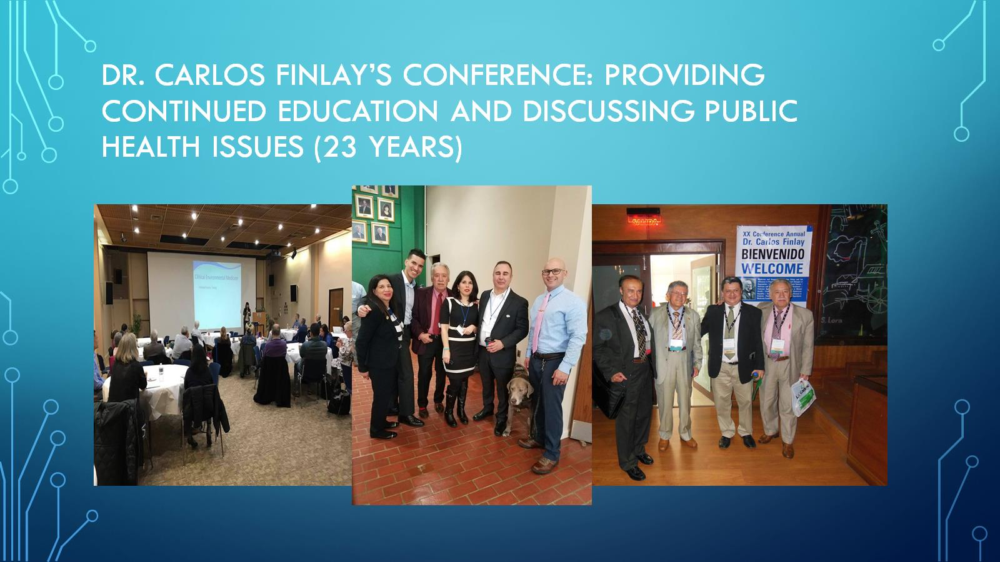 DR. CARLOS FINLAY’S CONFERENCE: PROVIDING
CONTINUED EDUCATION AND DISCUSSING PUBLIC
HEALTH ISSUES (23 YEARS)
Clinical Environmental Medicine
SALIDA
XX Conference Annual
Dr. Carlos Finlay
BIENVENIDO
WELCOME
S. Lora